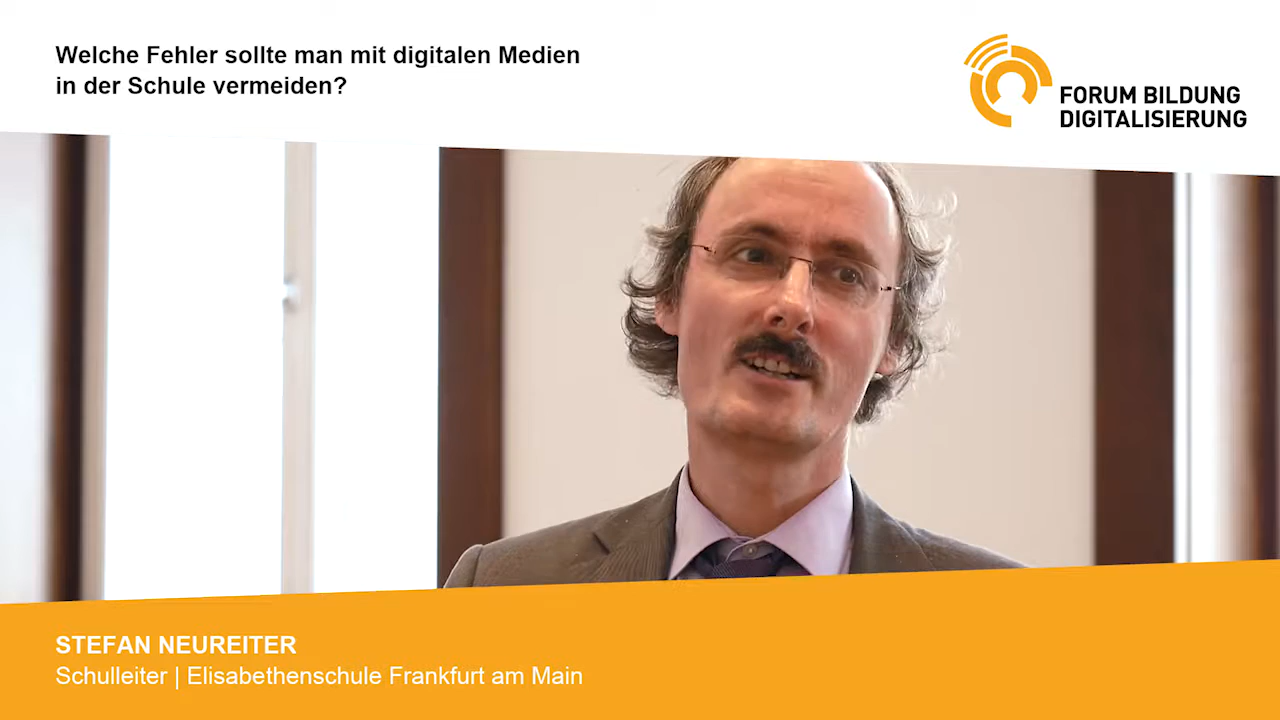 Welche Fehler sollte man mit digitalen Medien
in der Schule vermeiden?
FORUM BILDUNG
DIGITALISIERUNG
STEFAN NEUREITER
Schulleiter | Elisabethenschule Frankfurt am Main